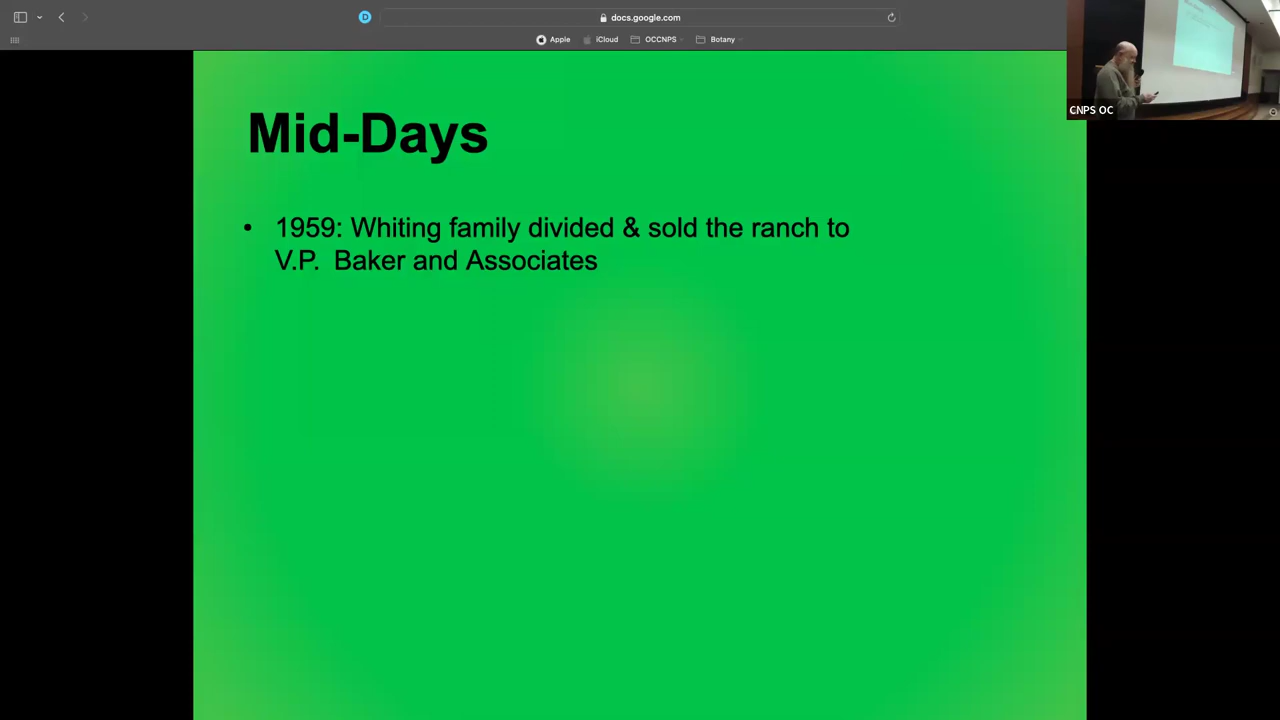 D
docs.google.com
Apple
iCloud
OCCNPS
Botany
CNPS OC
Mid-Days
• 1959: Whiting family divided & sold the ranch to
V.P. Baker and Associates